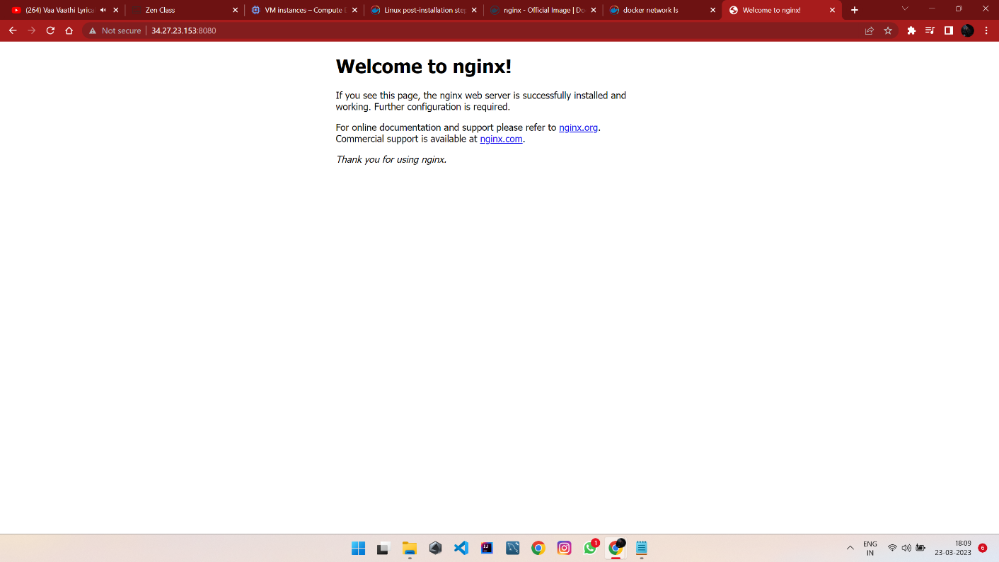 (264) Vaa Vaathi Lyrica
Zen Class
VM instances – Compute E
Linux post-installation step
nginx - Official Image | Do
docker network ls
Welcome to nginx!
Not secure
34.27.23.153:8080
Welcome to nginx!
If you see this page, the nginx web server is successfully installed and
working. Further configuration is required.
For online documentation and support please refer to nginx.org.
Commercial support is available at nginx.com.
Thank you for using nginx.
IJ
1
ENG
IN
18:09
23-03-2023
6